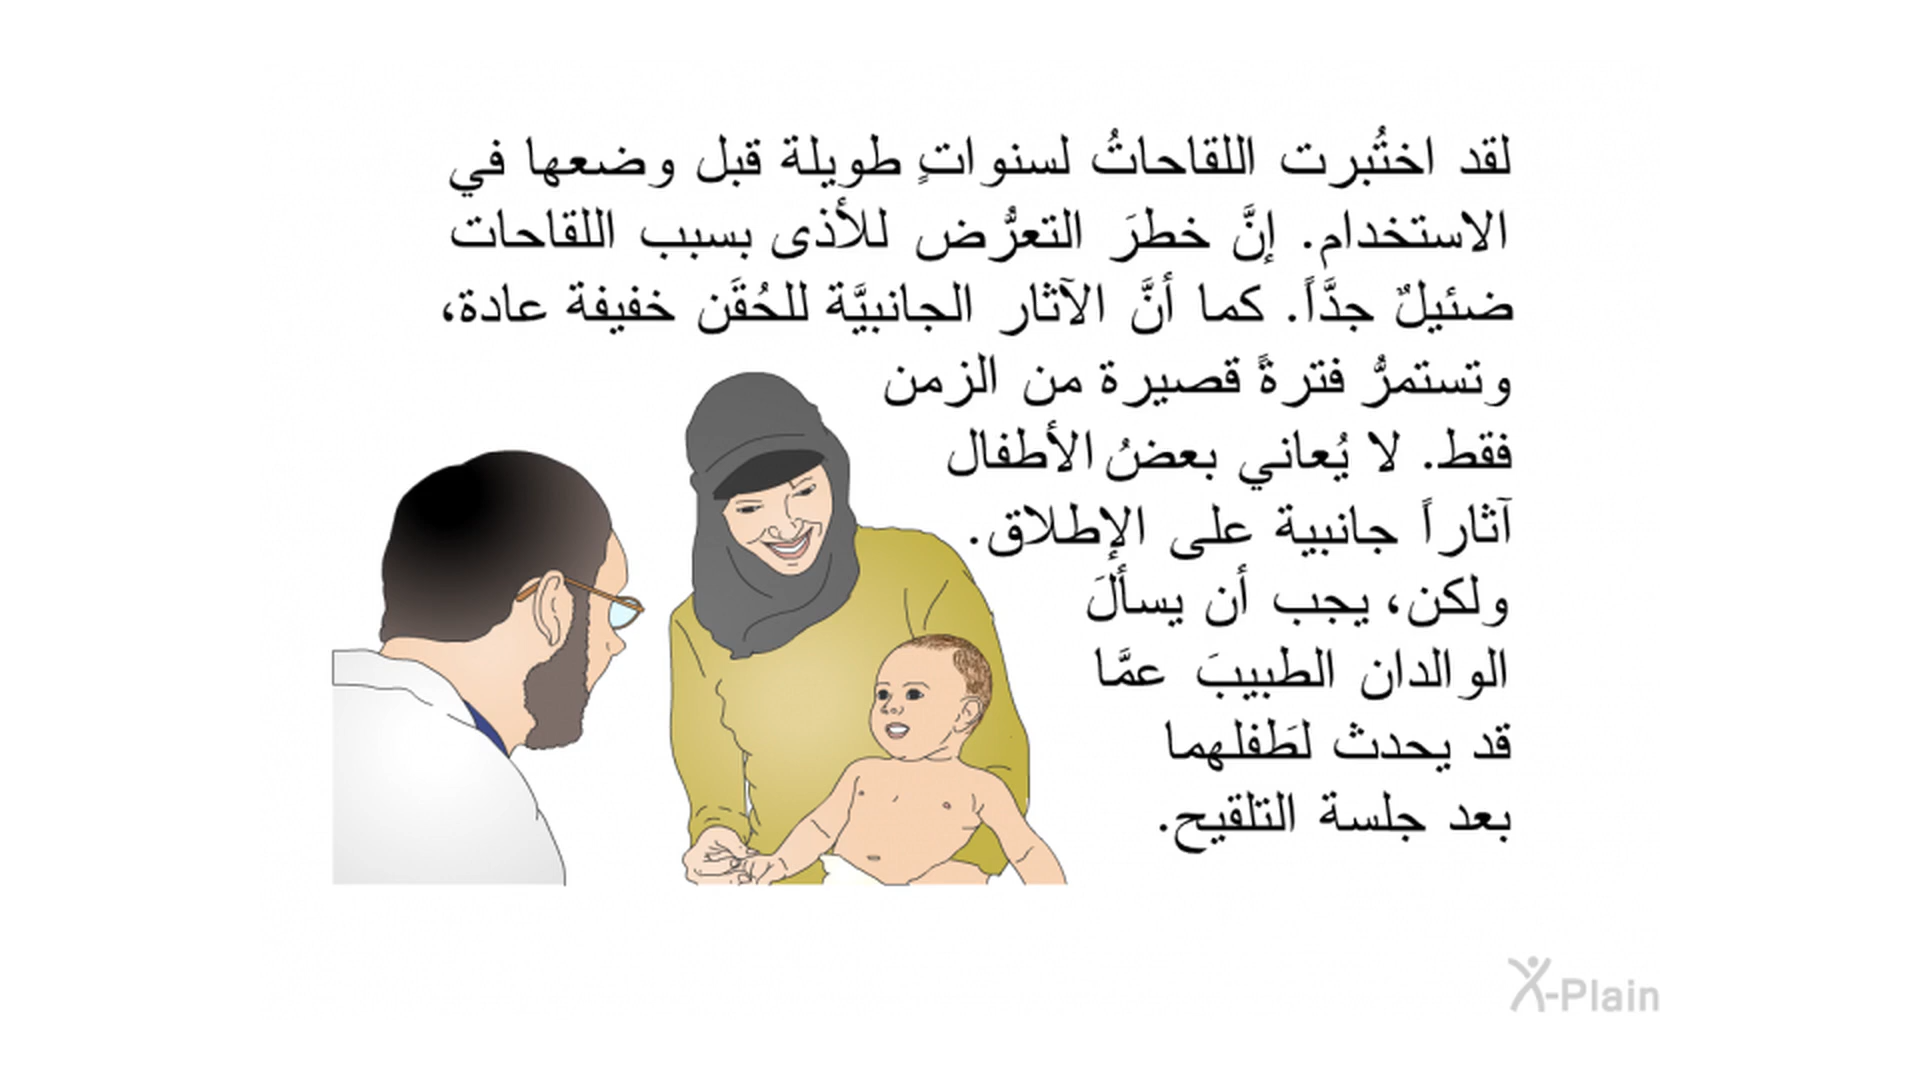 لقد اختُبرت اللقاحاتُ لسنواتٍ طويلة قبل وضعها في
الاستخدام. إنَّ خطرَ التعرُّض للأذى بسبب اللقاحات
ضئيلٌ جدَّاً. كما أنَّ الآثار الجانبيَّة للحُقَن خفيفة عادة،
وتستمرُّ فترةً قصيرة من الزمن
فقط. لا يُعاني بعضُ الأطفال
آثاراً جانبية على الإطلاق.
ولكن، يجب أن يسألَ
الوالدان الطبيبَ عمَّا
قد يحدث لطَفلهما
بعد جلسة التلقيح.
X-Plain